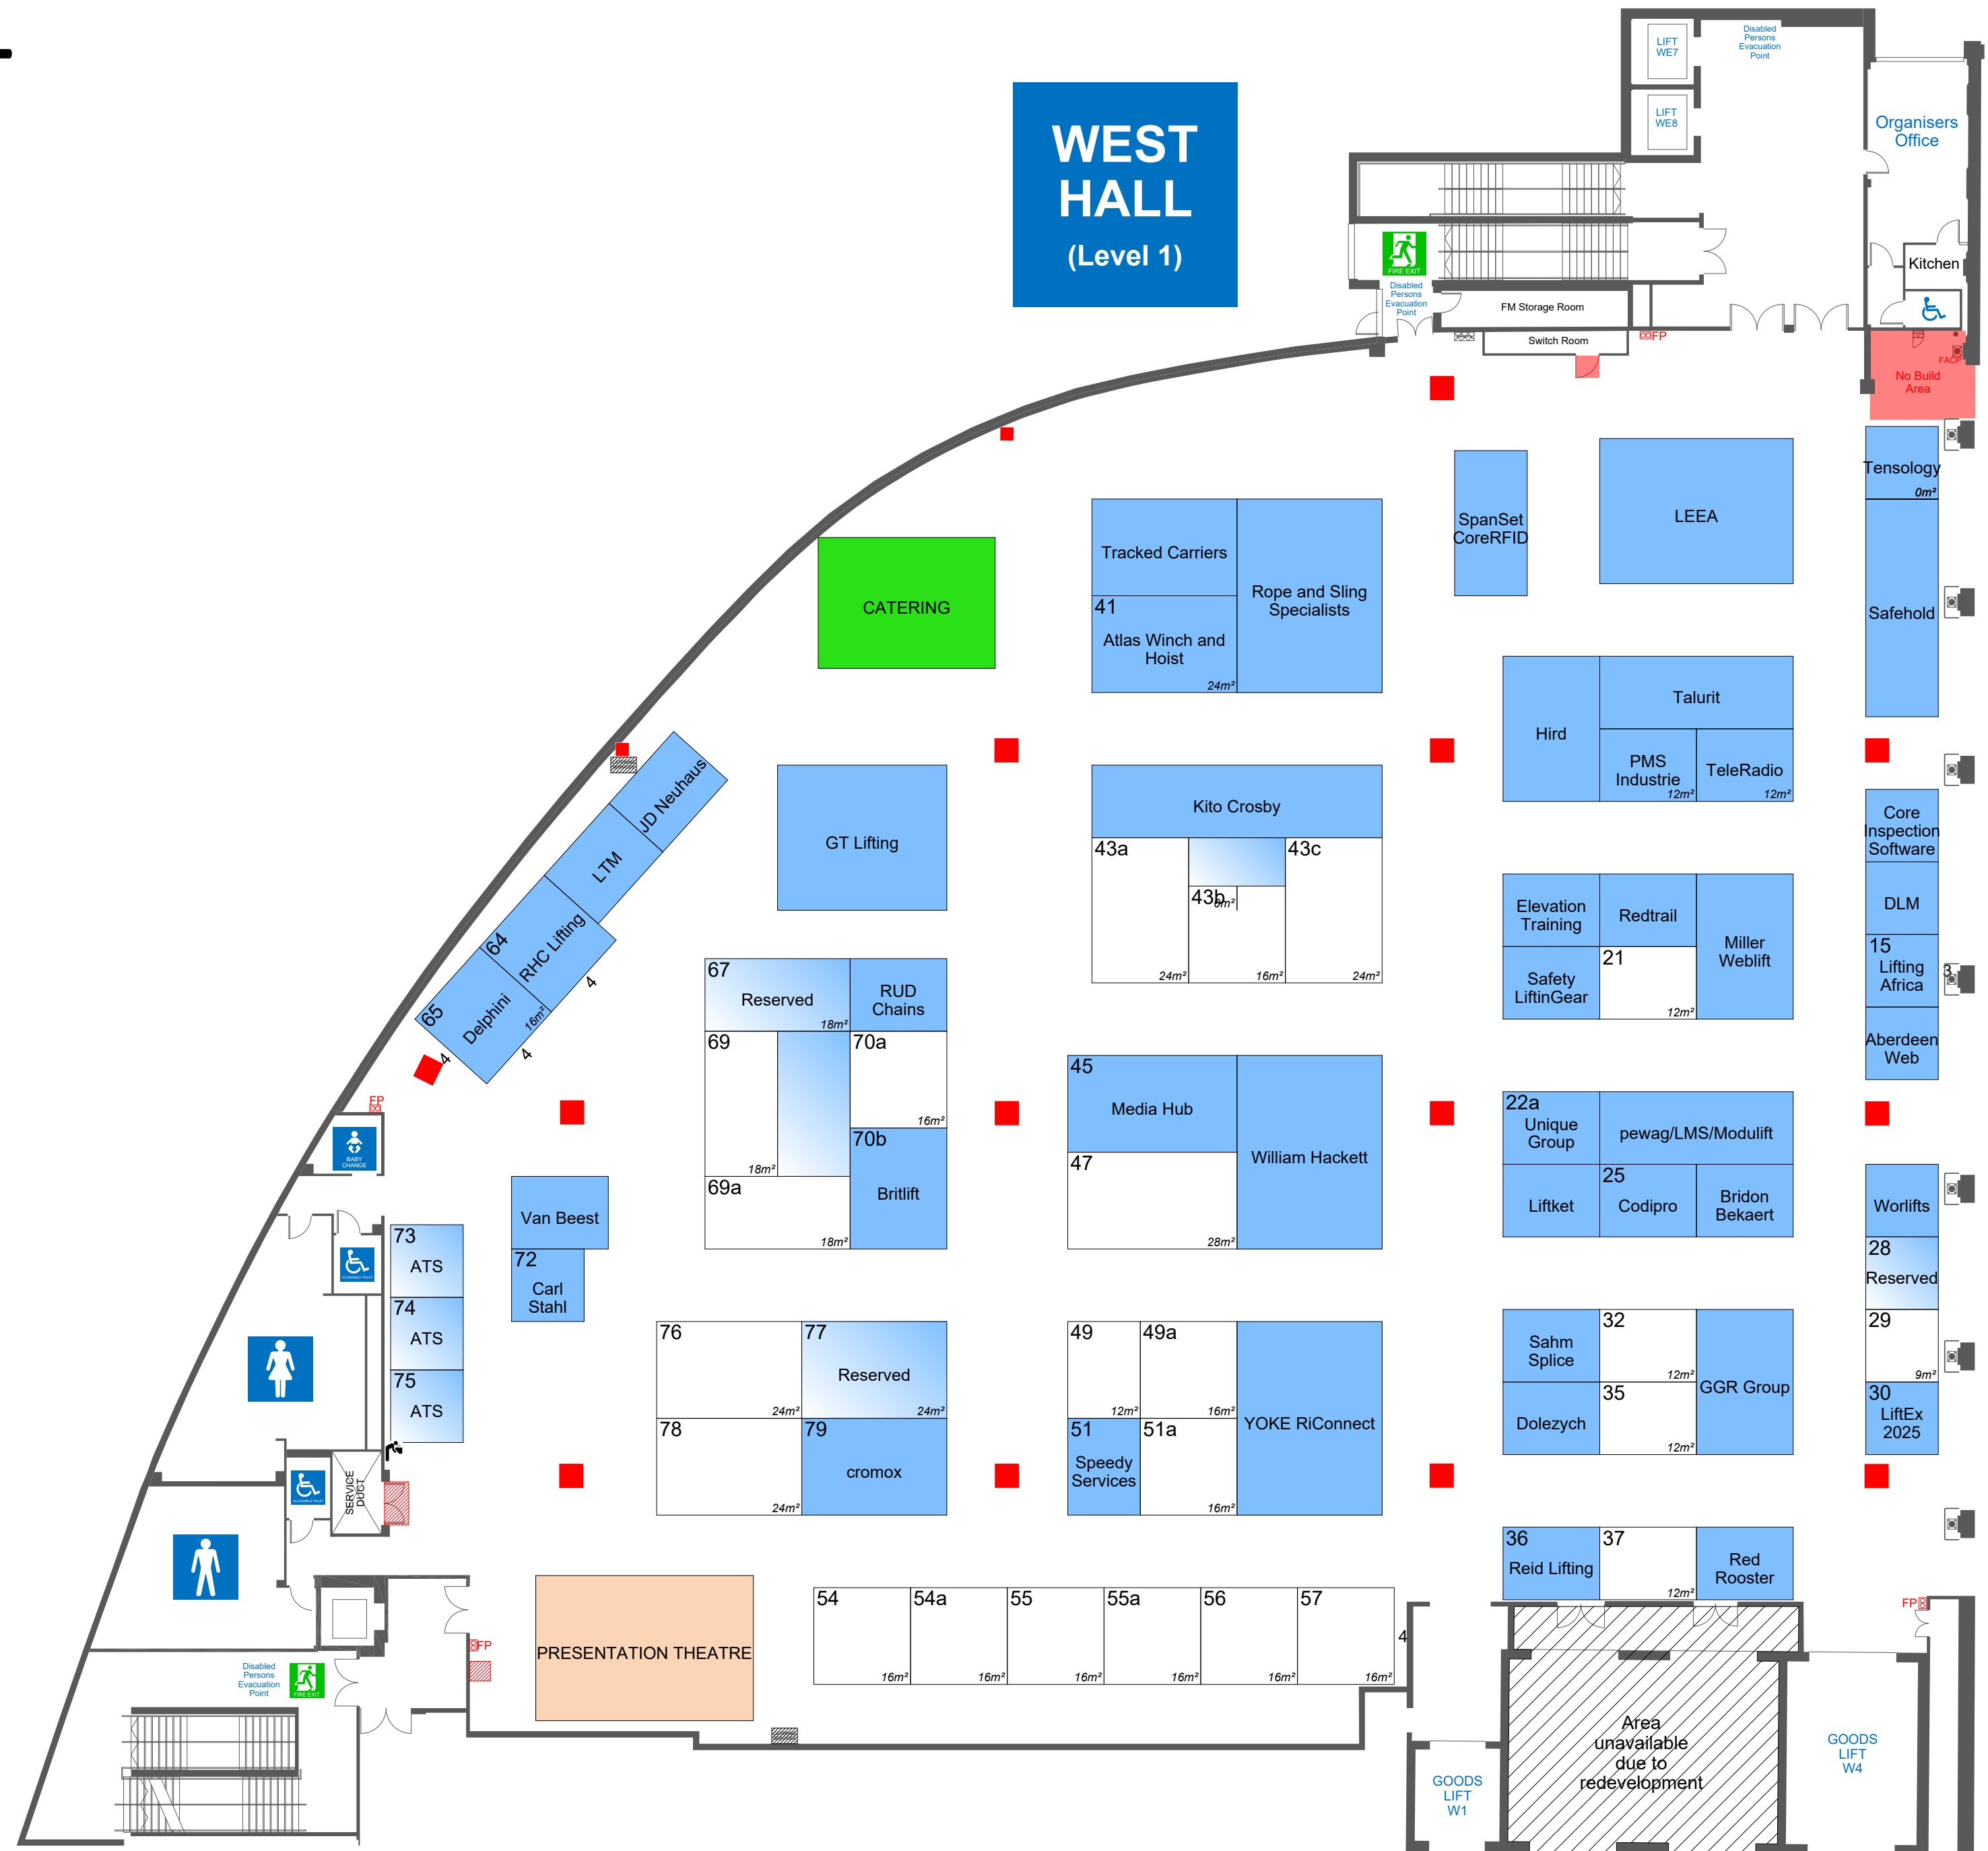 WEST
HALL
(Level 1)
LIFT
WE7
Disabled
Persons
Evacuation
Point
LIFT
WE8
Organisers
Office
Kitchen
FIRE EXIT
Disabled
Persons
Evacuation
Point
FM Storage Room
Switch Room
FP
FACP
No Build
Area
Tensology
0m²
SpanSet
CoreRFID
LEEA
Safehold
Tracked Carriers
Rope and Sling
Specialists
41
Atlas Winch and
Hoist
24m²
CATERING
Hird
Talurit
PMS
Industrie
12m²
TeleRadio
12m²
JD Neuhaus
LTM
64
RHC Lifting
4
65
Delphini
16m²
4
4
GT Lifting
Kito Crosby
43a
24m²
43b
0m²
16m²
43c
24m²
Core
Inspection
Software
DLM
15
Lifting
Africa
3
Aberdeen
Web
Elevation
Training
Redtrail
Miller
Weblift
Safety
LiftinGear
21
12m²
67
Reserved
18m²
RUD
Chains
69
18m²
70a
16m²
70b
Britlift
69a
18m²
45
Media Hub
William Hackett
47
28m²
22a
Unique
Group
pewag/LMS/Modulift
Liftket
25
Codipro
Bridon
Bekaert
FP
BABY
CHANGE
Van Beest
72
Carl
Stahl
73
ATS
74
ATS
75
ATS
Worlifts
28
Reserved
29
9m²
30
LiftEx
2025
76
24m²
77
Reserved
24m²
78
24m²
79
cromox
49
12m²
49a
16m²
YOKE RiConnect
51
Speedy
Services
51a
16m²
Sahm
Splice
32
12m²
GGR Group
Dolezych
35
12m²
SERVICE
DUCT
36
Reid Lifting
37
12m²
Red
Rooster
PRESENTATION THEATRE
54
16m²
54a
16m²
55
16m²
55a
16m²
56
16m²
57
16m²
4
FP
FP
Disabled
Persons
Evacuation
Point
FIRE EXIT
Area
unavailable
due to
redevelopment
GOODS
LIFT
W1
GOODS
LIFT
W4